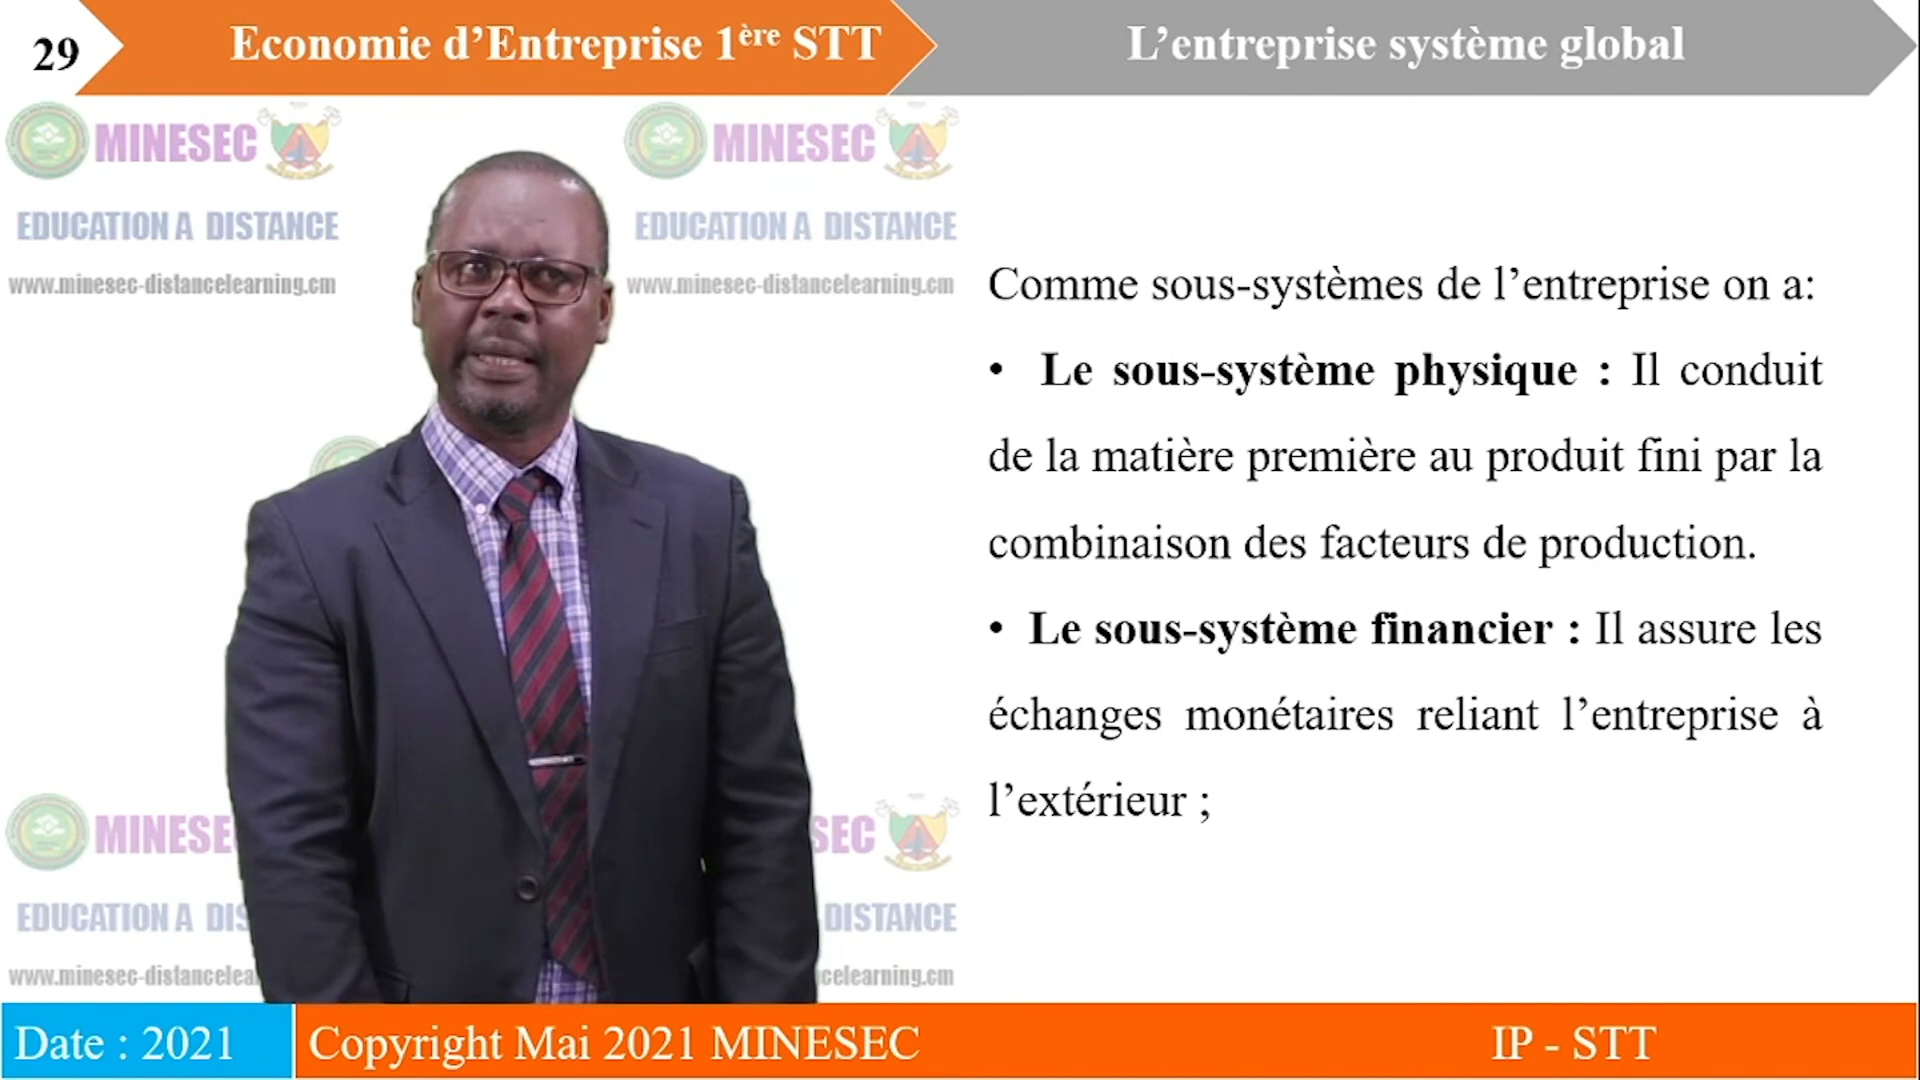 29
Economie d’Entreprise 1ère STT
L’entreprise système global
MINESEC
EDUCATION A DISTANCE
www.minesec-distancelearning.cm
MINESEC
EDUCATION A DISTANCE
www.minesec-distancelearning.cm
Comme sous-systèmes de l’entreprise on a:
• Le sous-système physique : Il conduit
de la matière première au produit fini par la
combinaison des facteurs de production.
• Le sous-système financier : Il assure les
échanges monétaires reliant l’entreprise à
l’extérieur ;
MINESE
EDUCATION A DIS
www.minesec-distancelea
SEC
DISTANCE
celearning.cm
Date : 2021
Copyright Mai 2021 MINESEC
IP - STT